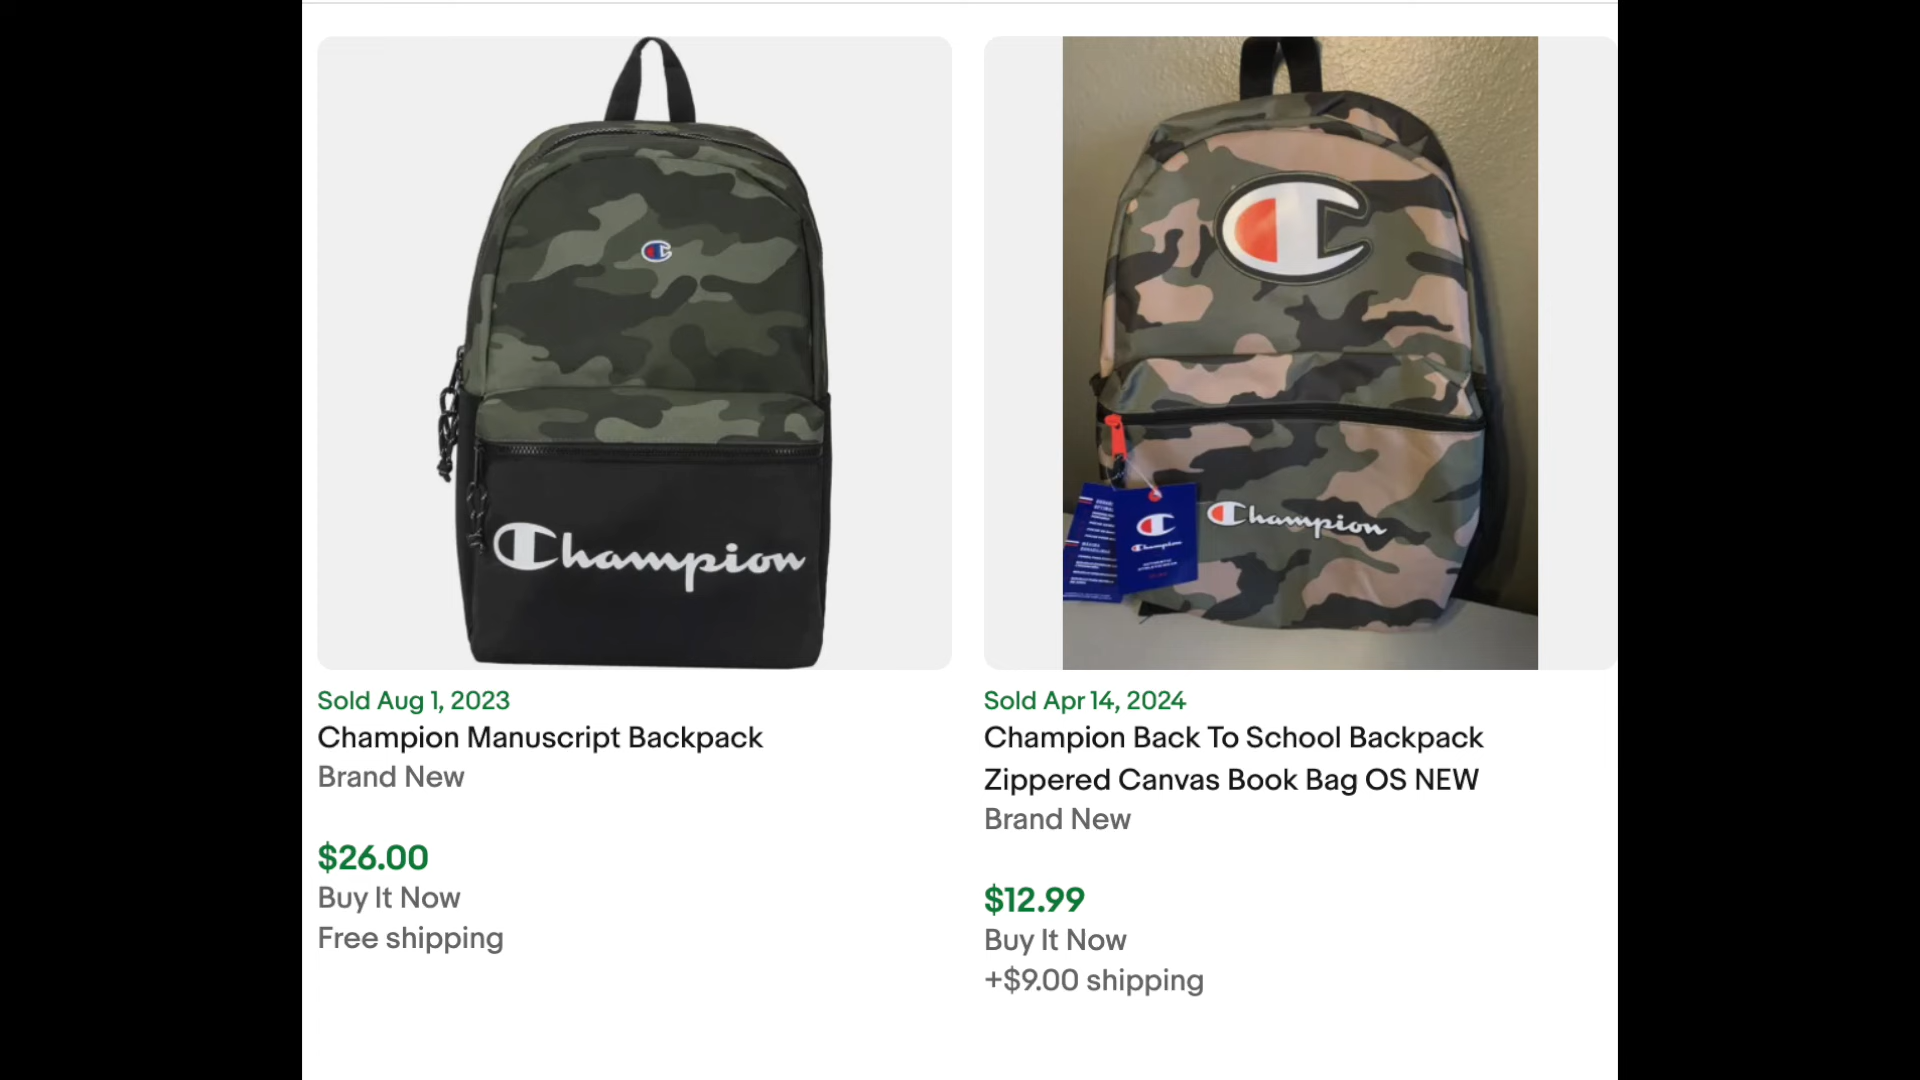 Champion
Champion
Champion
Sold Aug 1, 2023
Champion Manuscript Backpack
Brand New
$26.00
Buy It Now
Free shipping
Sold Apr 14, 2024
Champion Back To School Backpack
Zippered Canvas Book Bag OS NEW
Brand New
$12.99
Buy It Now
+$9.00 shipping